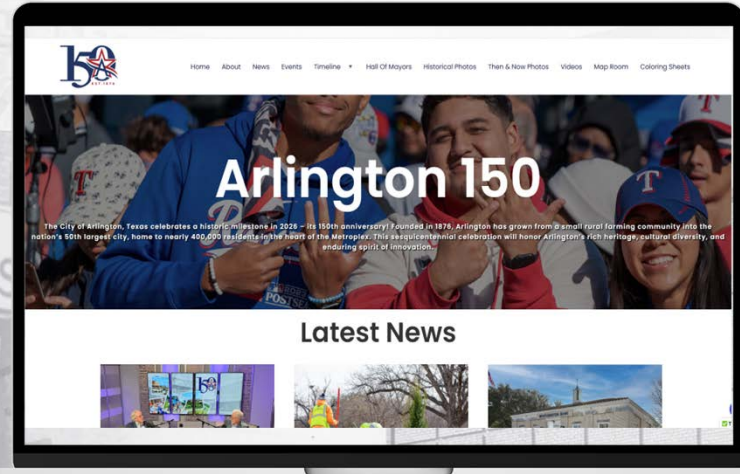 150
EST. 1876
Home About News Events Timeline Hall Of Mayors Historical Photos Then & Now Photos Videos Map Room Coloring Sheets
Arlington 150
The City of Arlington, Texas celebrates a historic milestone in 2026 – its 150th anniversary! Founded in 1876, Arlington has grown from a small rural farming community into the
nation's 50th largest city, home to nearly 400,000 residents in the heart of the Metroplex. This sesquicentennial celebration will honor Arlington's rich heritage, cultural diversity, and
enduring spirit of innovation.
T
T
POSTSE
Latest News
150